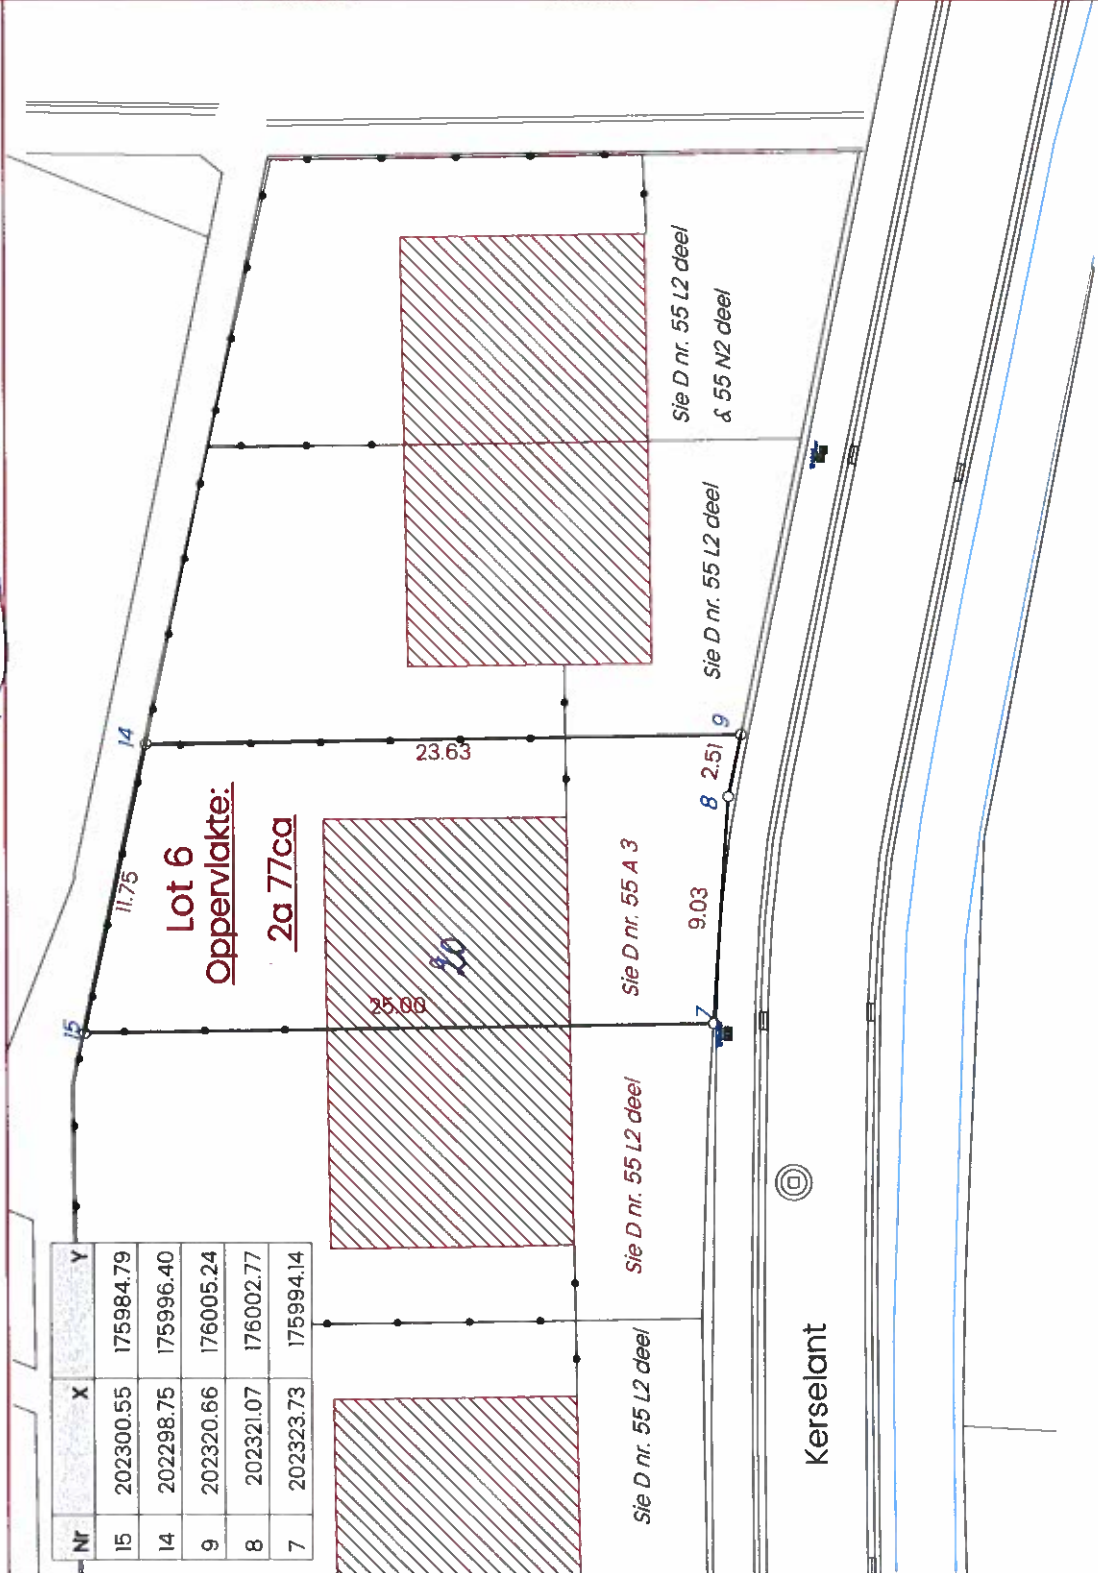 Nr X Y
15 202300.55 175984.79
14 202298.75 175996.40
9 202320.66 176005.24
8 202321.07 176002.77
7 202323.73 175994.14
15
14
11.75
Lot 6
Oppervlakte:
2a 77ca
23.63
25.00
20
9
2.51
8
9.03
7
Sie D nr. 55 L2 deel
Sie D nr. 55 L2 deel
Sie D nr. 55 A 3
Sie D nr. 55 L2 deel
Sie D nr. 55 L2 deel
& 55 N2 deel
Kerselant